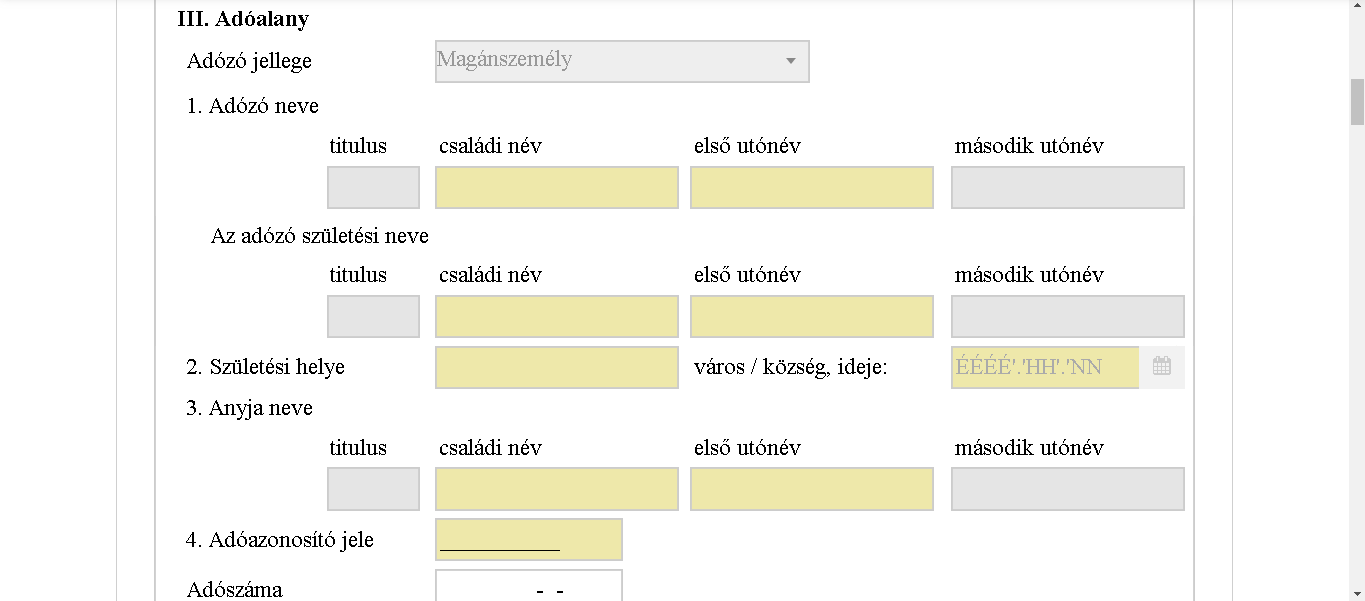 III. Adóalany
Adózó jellege Magánszemély
1. Adózó neve
titulus családi név első utónév második utónév
Az adózó születési neve
titulus családi név első utónév második utónév
2. Születési helye város / község, ideje: ÉÉÉÉ'.'HH'.'NN
3. Anyja neve
titulus családi név első utónév második utónév
4. Adóazonosító jele __________
Adószáma - -